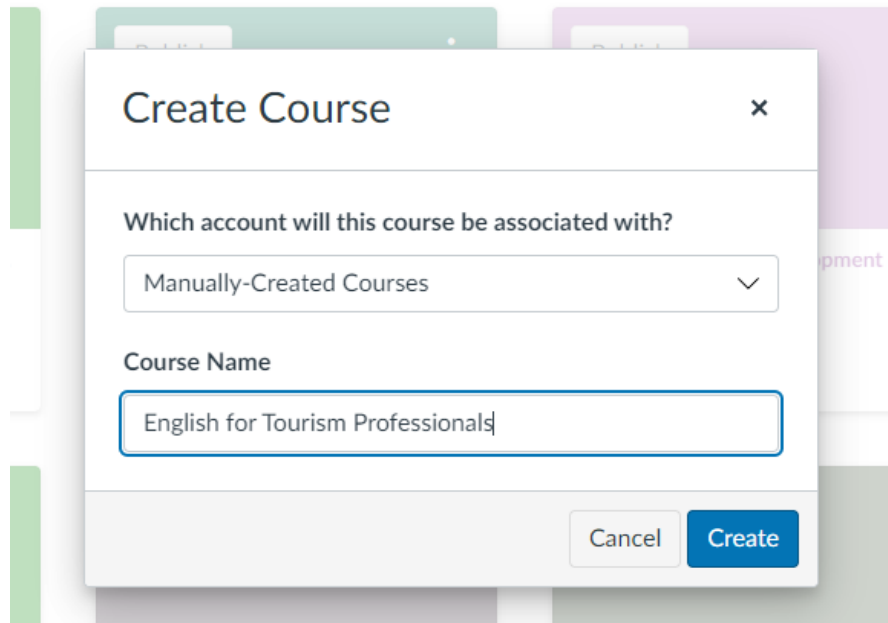 Create Course
×
Which account will this course be associated with?
Manually-Created Courses
Course Name
English for Tourism Professionals
Cancel
Create